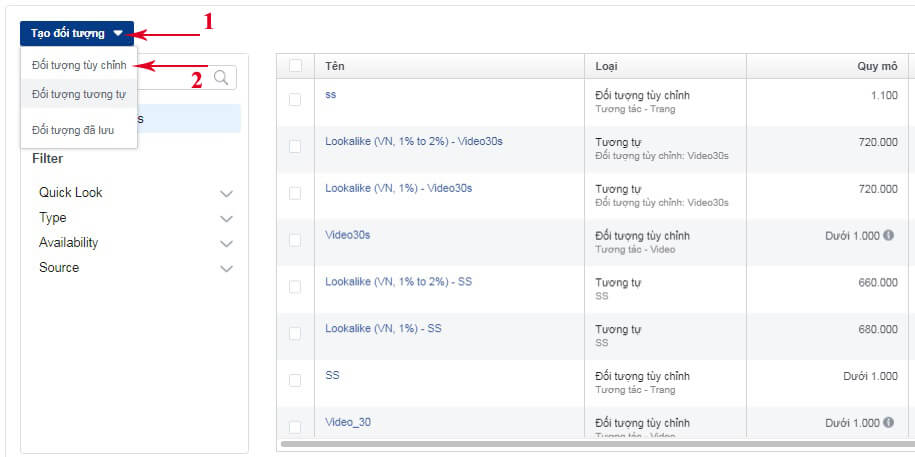 Tạo đối tượng
1
Đối tượng tùy chỉnh
2
Đối tượng tương tự
s
Đối tượng đã lưu
Filter
Quick Look
Type
Availability
Source
Tên Loại Quy mô
ss Đối tượng tùy chỉnh 1.100
Tương tác - Trang
Lookalike (VN, 1% to 2%) - Video30s Tương tự 720.000
Đối tượng tùy chỉnh: Video30s
Lookalike (VN, 1%) - Video30s Tương tự 720.000
Đối tượng tùy chỉnh: Video30s
Video30s Đối tượng tùy chỉnh Dưới 1.000
Tương tác - Video
Lookalike (VN, 1% to 2%) - SS Tương tự 660.000
SS
Lookalike (VN, 1%) - SS Tương tự 680.000
SS
SS Đối tượng tùy chỉnh Dưới 1.000
Tương tác - Trang
Video_30 Đối tượng tùy chỉnh Dưới 1.000
Tương tác - Video